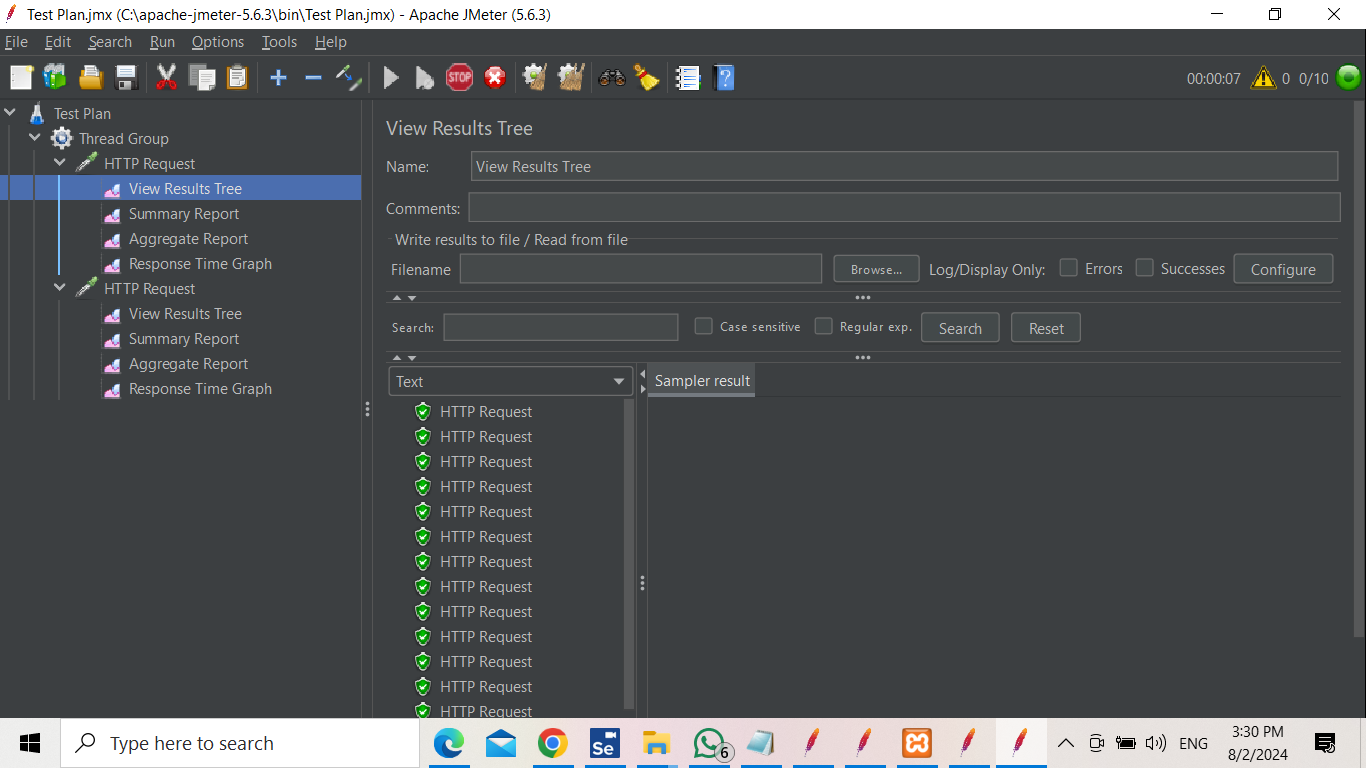 Test Plan.jmx (C:\apache-jmeter-5.6.3\bin\Test Plan.jmx) - Apache JMeter (5.6.3)
File Edit Search Run Options Tools Help
STOP ? 00:00:07 0 0/10
Test Plan
Thread Group
HTTP Request
View Results Tree
Summary Report
Aggregate Report
Response Time Graph
HTTP Request
View Results Tree
Summary Report
Aggregate Report
Response Time Graph
View Results Tree
Name: View Results Tree
Comments:
Write results to file / Read from file
Filename Browse... Log/Display Only: Errors Successes Configure
Search: Case sensitive Regular exp. Search Reset
Text
Sampler result
HTTP Request
HTTP Request
HTTP Request
HTTP Request
HTTP Request
HTTP Request
HTTP Request
HTTP Request
HTTP Request
HTTP Request
HTTP Request
HTTP Request
HTTP Request
Type here to search Se 6 ENG 3:30 PM
8/2/2024